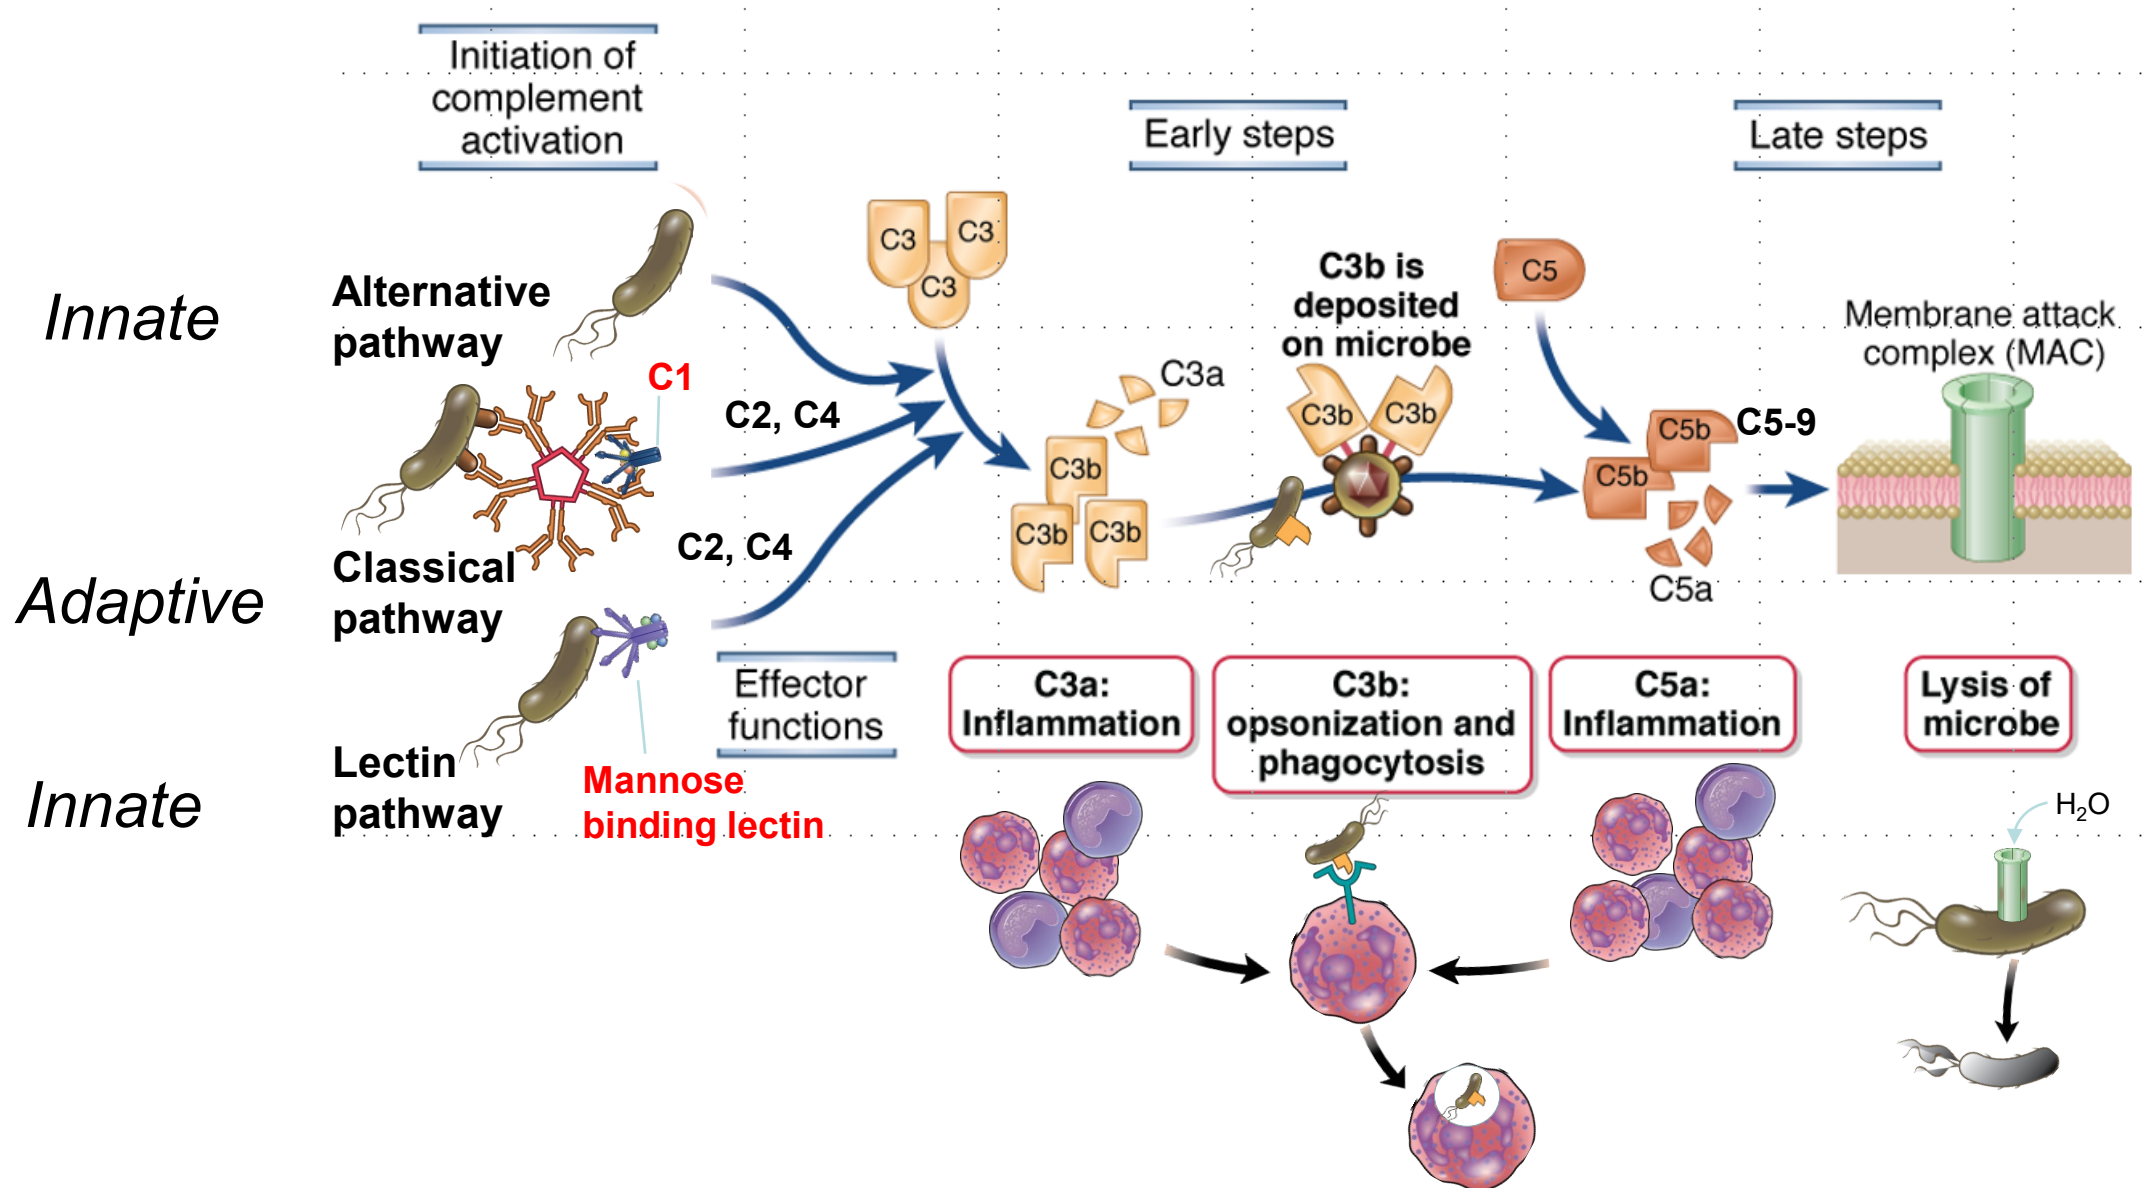 Initiation of
complement
activation
Early steps
Late steps
Innate
Alternative
pathway
C3
C3
C3
C3b is
deposited
on microbe
C5
Membrane attack
complex (MAC)
C1
C2, C4
C3a
C3b
C3b
C3b
C3b
C3b
C5b
C5b
C5-9
C5a
Adaptive
Classical
pathway
C2, C4
Innate
Lectin
pathway
Mannose
binding lectin
Effector
functions
C3a:
Inflammation
C3b:
opsonization and
phagocytosis
C5a:
Inflammation
Lysis of
microbe
H₂O